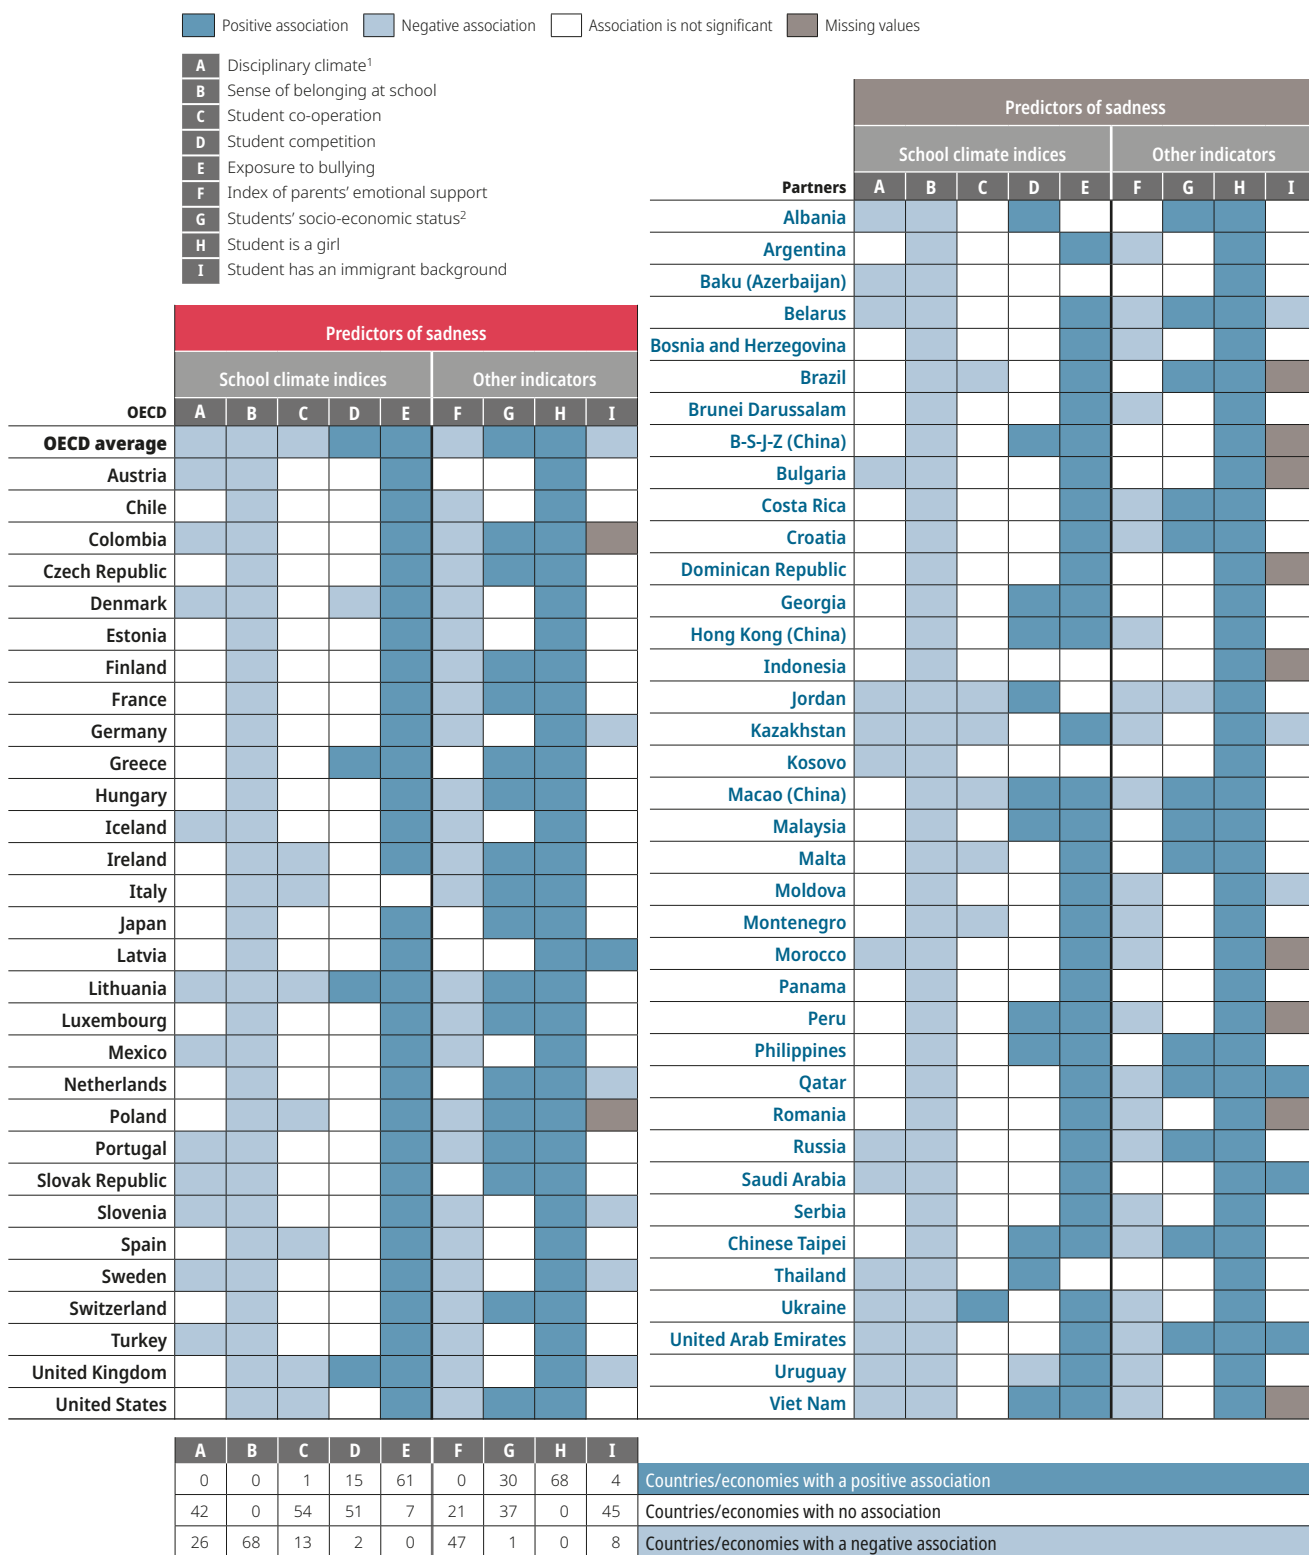 Positive association Negative association Association is not significant Missing values
A Disciplinary climate¹
B Sense of belonging at school
C Student co-operation
D Student competition
E Exposure to bullying
F Index of parents' emotional support
G Students' socio-economic status²
H Student is a girl
I Student has an immigrant background
Predictors of sadness
School climate indices Other indicators
OECD A B C D E F G H I
OECD average
Austria
Chile
Colombia
Czech Republic
Denmark
Estonia
Finland
France
Germany
Greece
Hungary
Iceland
Ireland
Italy
Japan
Latvia
Lithuania
Luxembourg
Mexico
Netherlands
Poland
Portugal
Slovak Republic
Slovenia
Spain
Sweden
Switzerland
Turkey
United Kingdom
United States
Predictors of sadness
School climate indices Other indicators
Partners A B C D E F G H I
Albania
Argentina
Baku (Azerbaijan)
Belarus
Bosnia and Herzegovina
Brazil
Brunei Darussalam
B-S-J-Z (China)
Bulgaria
Costa Rica
Croatia
Dominican Republic
Georgia
Hong Kong (China)
Indonesia
Jordan
Kazakhstan
Kosovo
Macao (China)
Malaysia
Malta
Moldova
Montenegro
Morocco
Panama
Peru
Philippines
Qatar
Romania
Russia
Saudi Arabia
Serbia
Chinese Taipei
Thailand
Ukraine
United Arab Emirates
Uruguay
Viet Nam
A B C D E F G H I
0 0 1 15 61 0 30 68 4 Countries/economies with a positive association
42 0 54 51 7 21 37 0 45 Countries/economies with no association
26 68 13 2 0 47 1 0 8 Countries/economies with a negative association